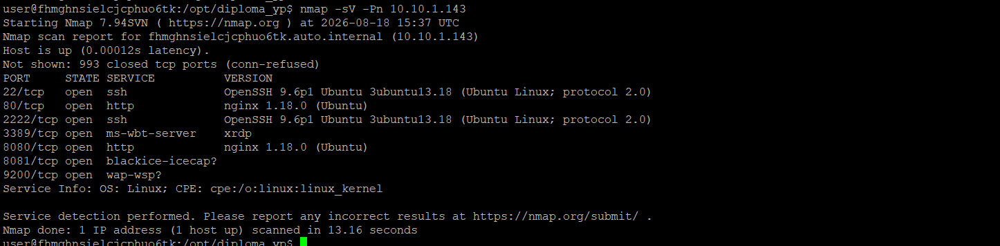 user@fhmghnsielcjcphuo6tk:/opt/diploma_yp$ nmap -sV -Pn 10.10.1.143
Starting Nmap 7.94SVN ( https://nmap.org ) at 2026-08-18 15:37 UTC
Nmap scan report for fhmghnsielcjcphuo6tk.auto.internal (10.10.1.143)
Host is up (0.00012s latency).
Not shown: 993 closed tcp ports (conn-refused)
PORT     STATE SERVICE        VERSION
22/tcp   open  ssh            OpenSSH 9.6p1 Ubuntu 3ubuntu13.18 (Ubuntu Linux; protocol 2.0)
80/tcp   open  http           nginx 1.18.0 (Ubuntu)
2222/tcp open  ssh            OpenSSH 9.6p1 Ubuntu 3ubuntu13.18 (Ubuntu Linux; protocol 2.0)
3389/tcp open  ms-wbt-server  xrdp
8080/tcp open  http           nginx 1.18.0 (Ubuntu)
8081/tcp open  blackice-icecap?
9200/tcp open  wap-wsp?
Service Info: OS: Linux; CPE: cpe:/o:linux:linux_kernel
Service detection performed. Please report any incorrect results at https://nmap.org/submit/ .
Nmap done: 1 IP address (1 host up) scanned in 13.16 seconds
user@fhmghnsielcjcphuo6tk:/opt/diploma_yp$